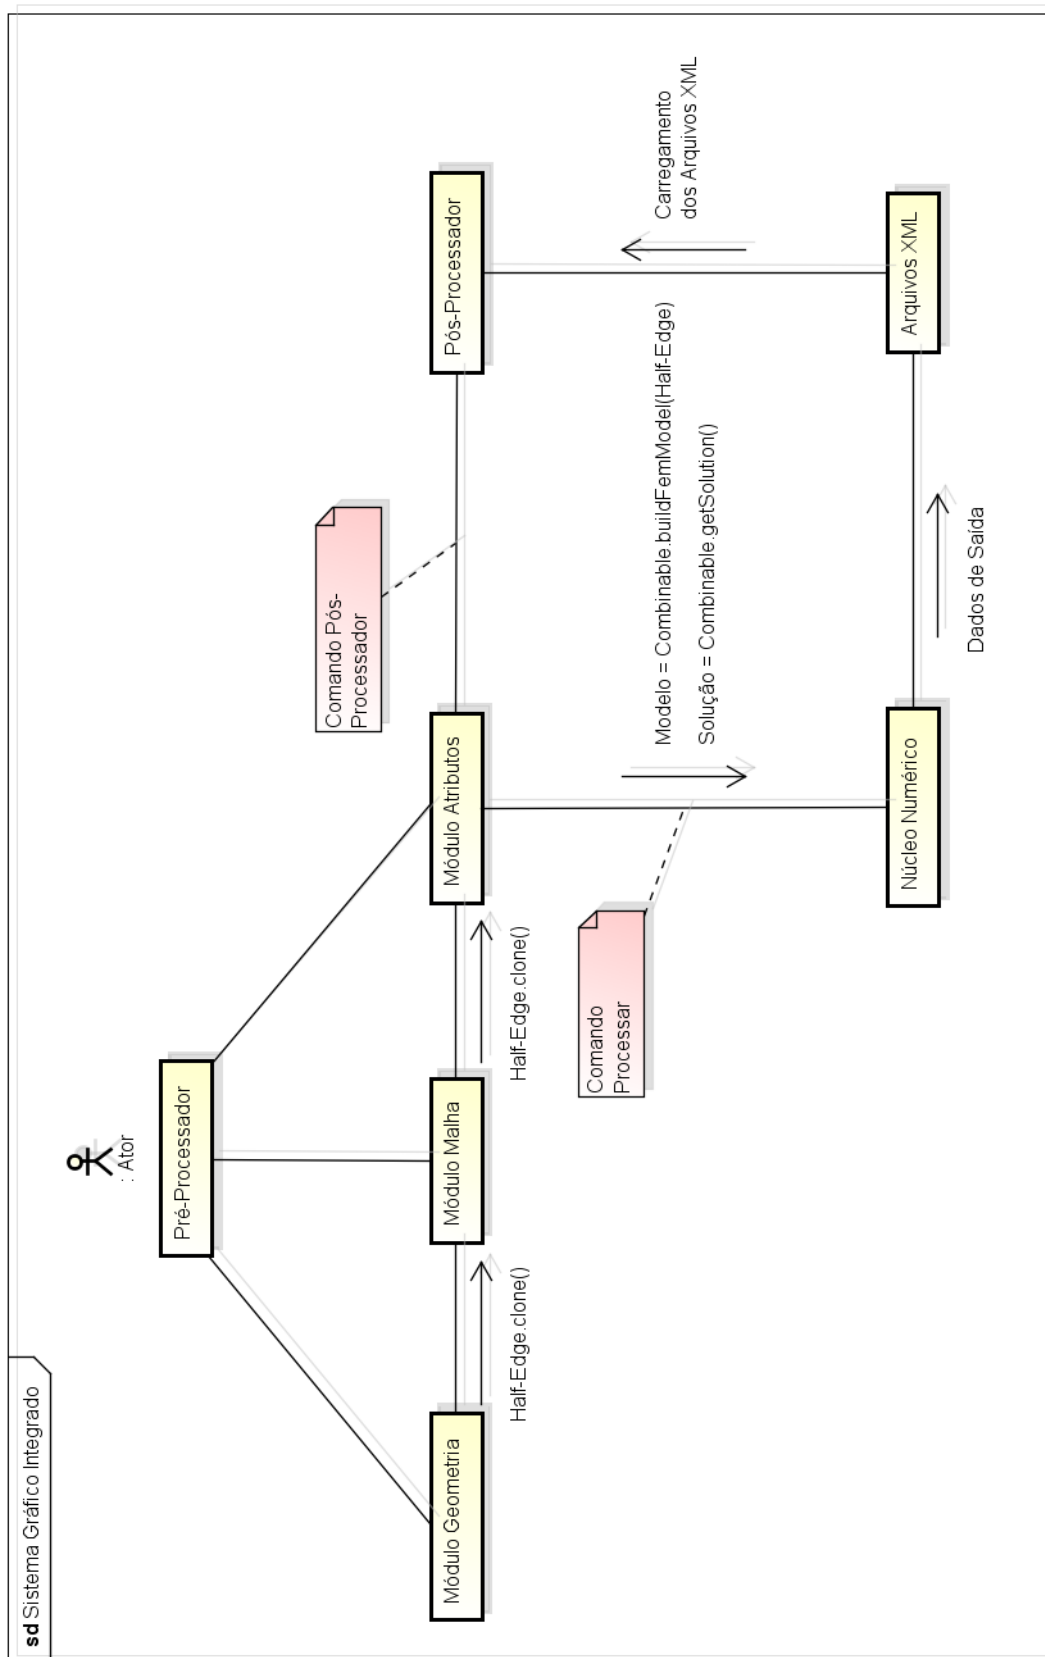 sd Sistema Gráfico Integrado
: Ator
Pré-Processador
Comando Pós-
Processador
Módulo Geometria
Módulo Malha
Módulo Atributos
Pós-Processador
Half-Edge.clone()
Half-Edge.clone()
Comando
Processar
Modelo = Combinable.buildFemModel(Half-Edge)
Solução = Combinable.getSolution()
Carregamento
dos Arquivos XML
Núcleo Numérico
Arquivos XML
Dados de Saída